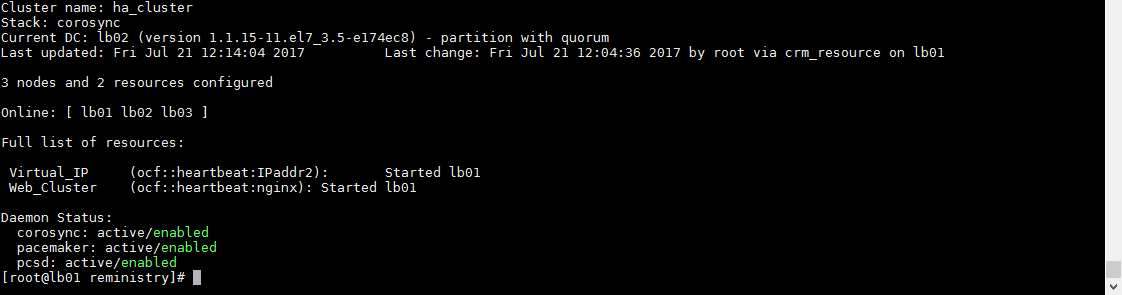 Cluster name: ha_cluster
Stack: corosync
Current DC: lb02 (version 1.1.15-11.el7_3.5-e174ec8) - partition with quorum
Last updated: Fri Jul 21 12:14:04 2017          Last change: Fri Jul 21 12:04:36 2017 by root via crm_resource on lb01
3 nodes and 2 resources configured
Online: [ lb01 lb02 lb03 ]
Full list of resources:
 Virtual_IP     (ocf::heartbeat:IPaddr2):       Started lb01
 Web_Cluster    (ocf::heartbeat:nginx): Started lb01
Daemon Status:
  corosync: active/enabled
  pacemaker: active/enabled
  pcsd: active/enabled
[root@lb01 reministry]#